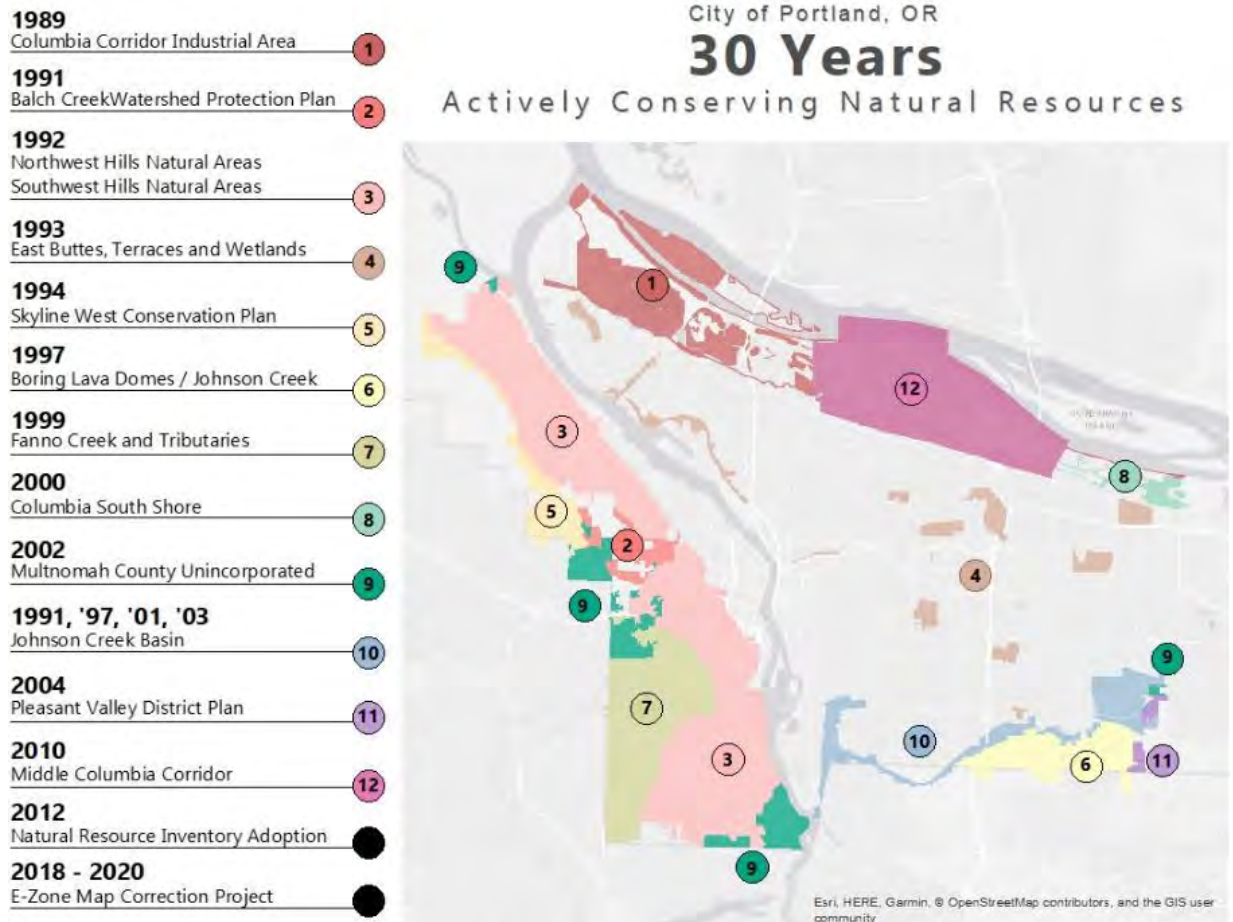 1989
Columbia Corridor Industrial Area
1
1991
Balch CreekWatershed Protection Plan
2
1992
Northwest Hills Natural Areas
Southwest Hills Natural Areas
3
1993
East Buttes, Terraces and Wetlands
4
1994
Skyline West Conservation Plan
5
1997
Boring Lava Domes / Johnson Creek
6
1999
Fanno Creek and Tributaries
7
2000
Columbia South Shore
8
2002
Multnomah County Unincorporated
9
1991, '97, '01, '03
Johnson Creek Basin
10
2004
Pleasant Valley District Plan
11
2010
Middle Columbia Corridor
12
2012
Natural Resource Inventory Adoption
2018 - 2020
E-Zone Map Correction Project
City of Portland, OR
30 Years
Actively Conserving Natural Resources
9
1
12
3
8
5
2
4
9
9
7
10
3
6
11
9
Esri, HERE, Garmin, © OpenStreetMap contributors, and the GIS user
community